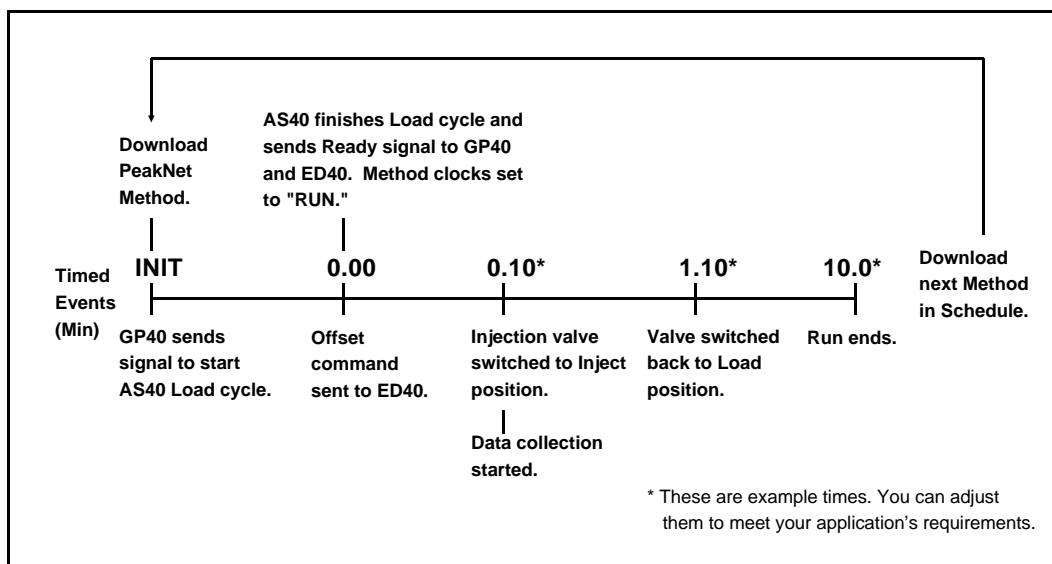 Download
PeakNet
Method.
AS40 finishes Load cycle and
sends Ready signal to GP40
and ED40.  Method clocks set
to "RUN."
Timed
Events
(Min)
INIT
0.00
0.10*
1.10*
10.0*
Download
next Method
in Schedule.
GP40 sends
signal to start
AS40 Load cycle.
Offset
command
sent to ED40.
Injection valve
switched to Inject
position.
Valve switched
back to Load
position.
Run ends.
Data collection
started.
* These are example times. You can adjust
them to meet your application’s requirements.